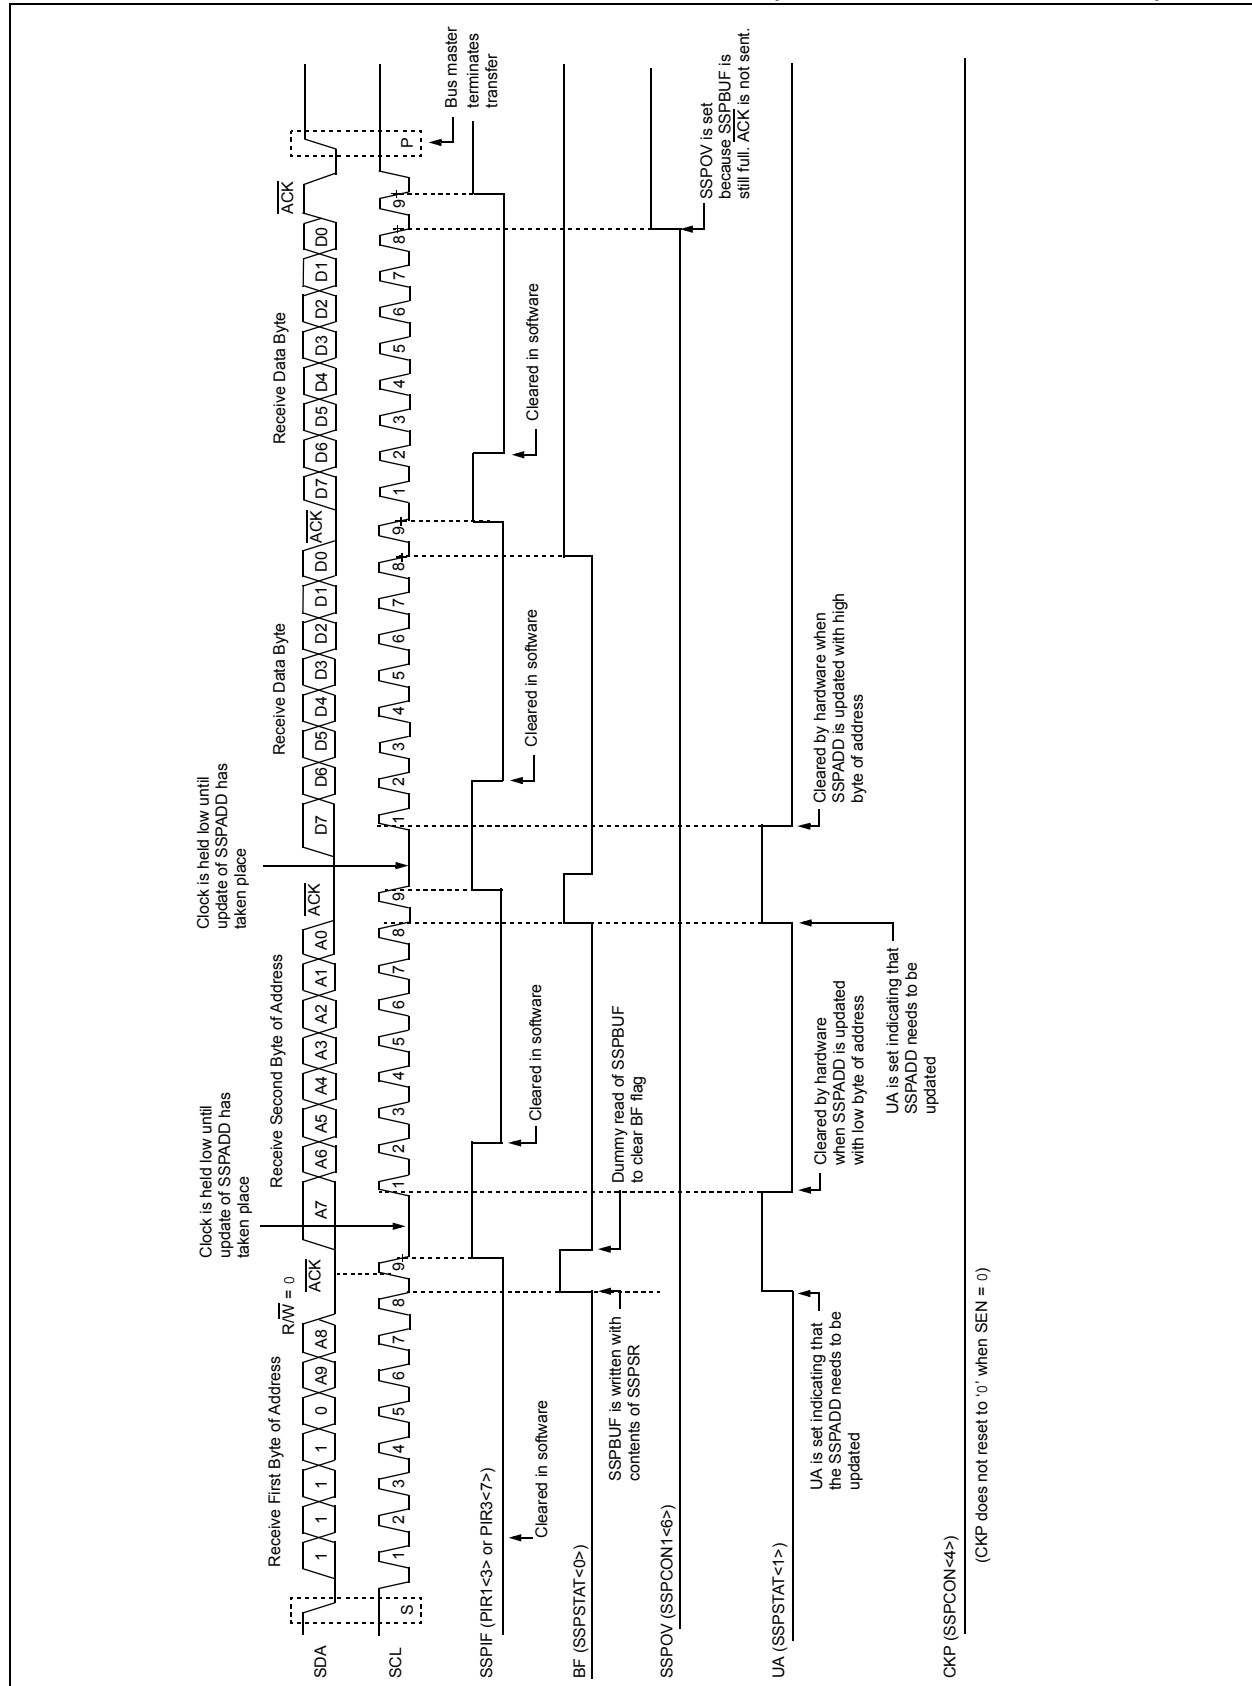 Receive First Byte of Address
R/W = 0
ACK
Clock is held low until
update of SSPADD has
taken place
Receive Second Byte of Address
ACK
Clock is held low until
update of SSPADD has
taken place
Receive Data Byte
ACK
Receive Data Byte
ACK
SDA
1 1 1 1 0 A9 A8
A7 A6 A5 A4 A3 A2 A1 A0
D7 D6 D5 D4 D3 D2 D1 D0
D7 D6 D5 D4 D3 D2 D1 D0
SCL
S
1 2 3 4 5 6 7 8 9
1 2 3 4 5 6 7 8 9
1 2 3 4 5 6 7 8 9
1 2 3 4 5 6 7 8 9
P
Bus master
terminates
transfer
SSPIF (PIR1<3> or PIR3<7>)
Cleared in software
Cleared in software
Cleared in software
Cleared in software
BF (SSPSTAT<0>)
SSPBUF is written with
contents of SSPSR
Dummy read of SSPBUF
to clear BF flag
SSPOV (SSPCON1<6>)
SSPOV is set
because SSPBUF is
still full. ACK is not sent.
UA (SSPSTAT<1>)
UA is set indicating that
the SSPADD needs to be
updated
Cleared by hardware
when SSPADD is updated
with low byte of address
UA is set indicating that
SSPADD needs to be
updated
Cleared by hardware when
SSPADD is updated with high
byte of address
CKP (SSPCON<4>)
(CKP does not reset to ‘0’ when SEN = 0)